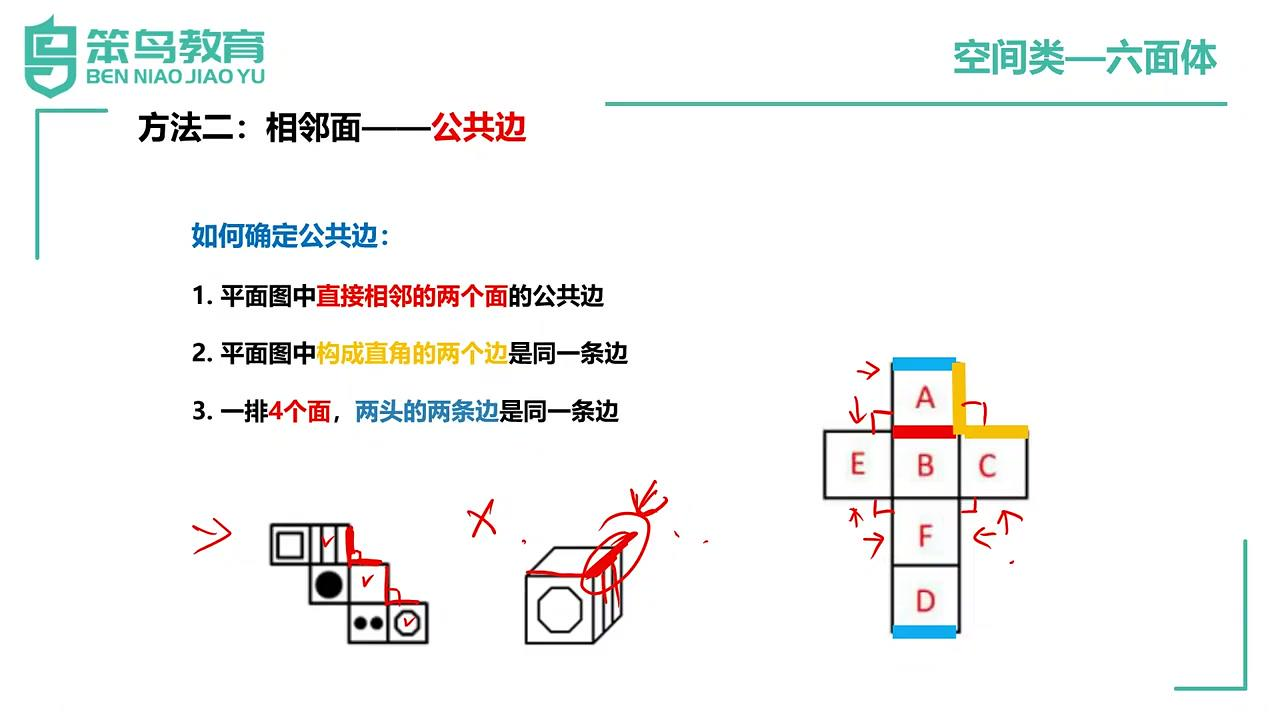 笨鸟教育
BEN NIAO JIAO YU
空间类—六面体
方法二：相邻面——公共边
如何确定公共边：
1. 平面图中直接相邻的两个面的公共边
2. 平面图中构成直角的两个边是同一条边
3. 一排4个面，两头的两条边是同一条边
A
E B C
F
D